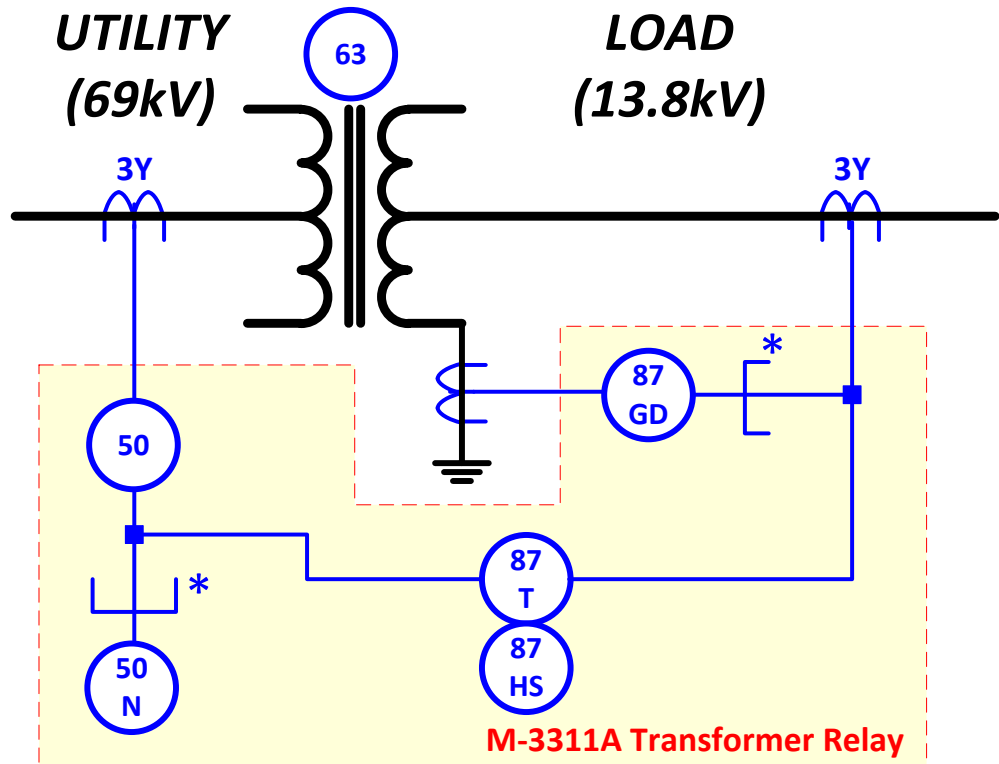 UTILITY
(69kV)
63
LOAD
(13.8kV)
3Y
3Y
87
GD
*
50
*
50
N
87
T
87
HS
M-3311A Transformer Relay